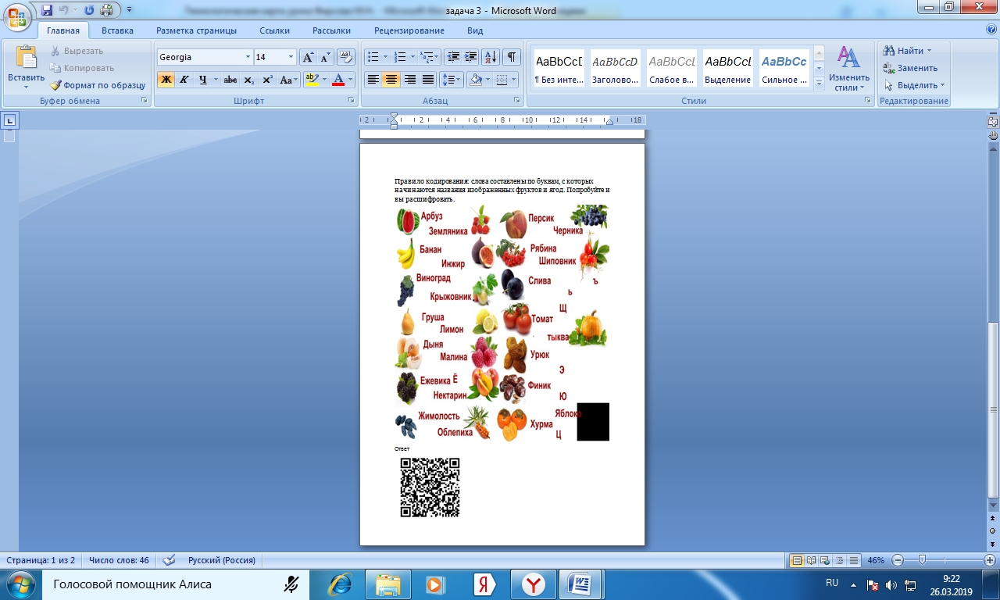 задача 3 - Microsoft Word
Главная Вставка Разметка страницы Ссылки Рассылки Рецензирование Вид
Вставить
Вырезать
Копировать
Формат по образцу
Буфер обмена
Georgia 14
Ж К Ч abc x₂ x² Aa
Шрифт
Абзац
AaBbCcD AaBbCcD AaBbCcL AaBbCcL AaBbCc
¶ Без инте... Заголово... Слабое в... Выделение Сильное ...
Изменить стили
Стили
Найти
Заменить
Выделить
Редактирование
2 2 4 6 8 10 12 14 18
Правило кодирования: слова составлены по буквам, с которых
начинаются названия изображенных фруктов и ягод. Попробуйте и
вы расшифровать.
Арбуз Персик
Земляника Черника
Банан Рябина
Инжир Шиповник
Виноград Слива ъ
Крыжовник ь
Щ
Груша Томат
Лимон тыква
Дыня Урюк
Малина Э
Ежевика Ё Финик
Нектарин Ю
Жимолость Яблоко
Облепиха Хурма Ц
Ответ
Страница: 1 из 2 Число слов: 46 Русский (Россия) 46%
Голосовой помощник Алиса
RU
9:22
26.03.2019